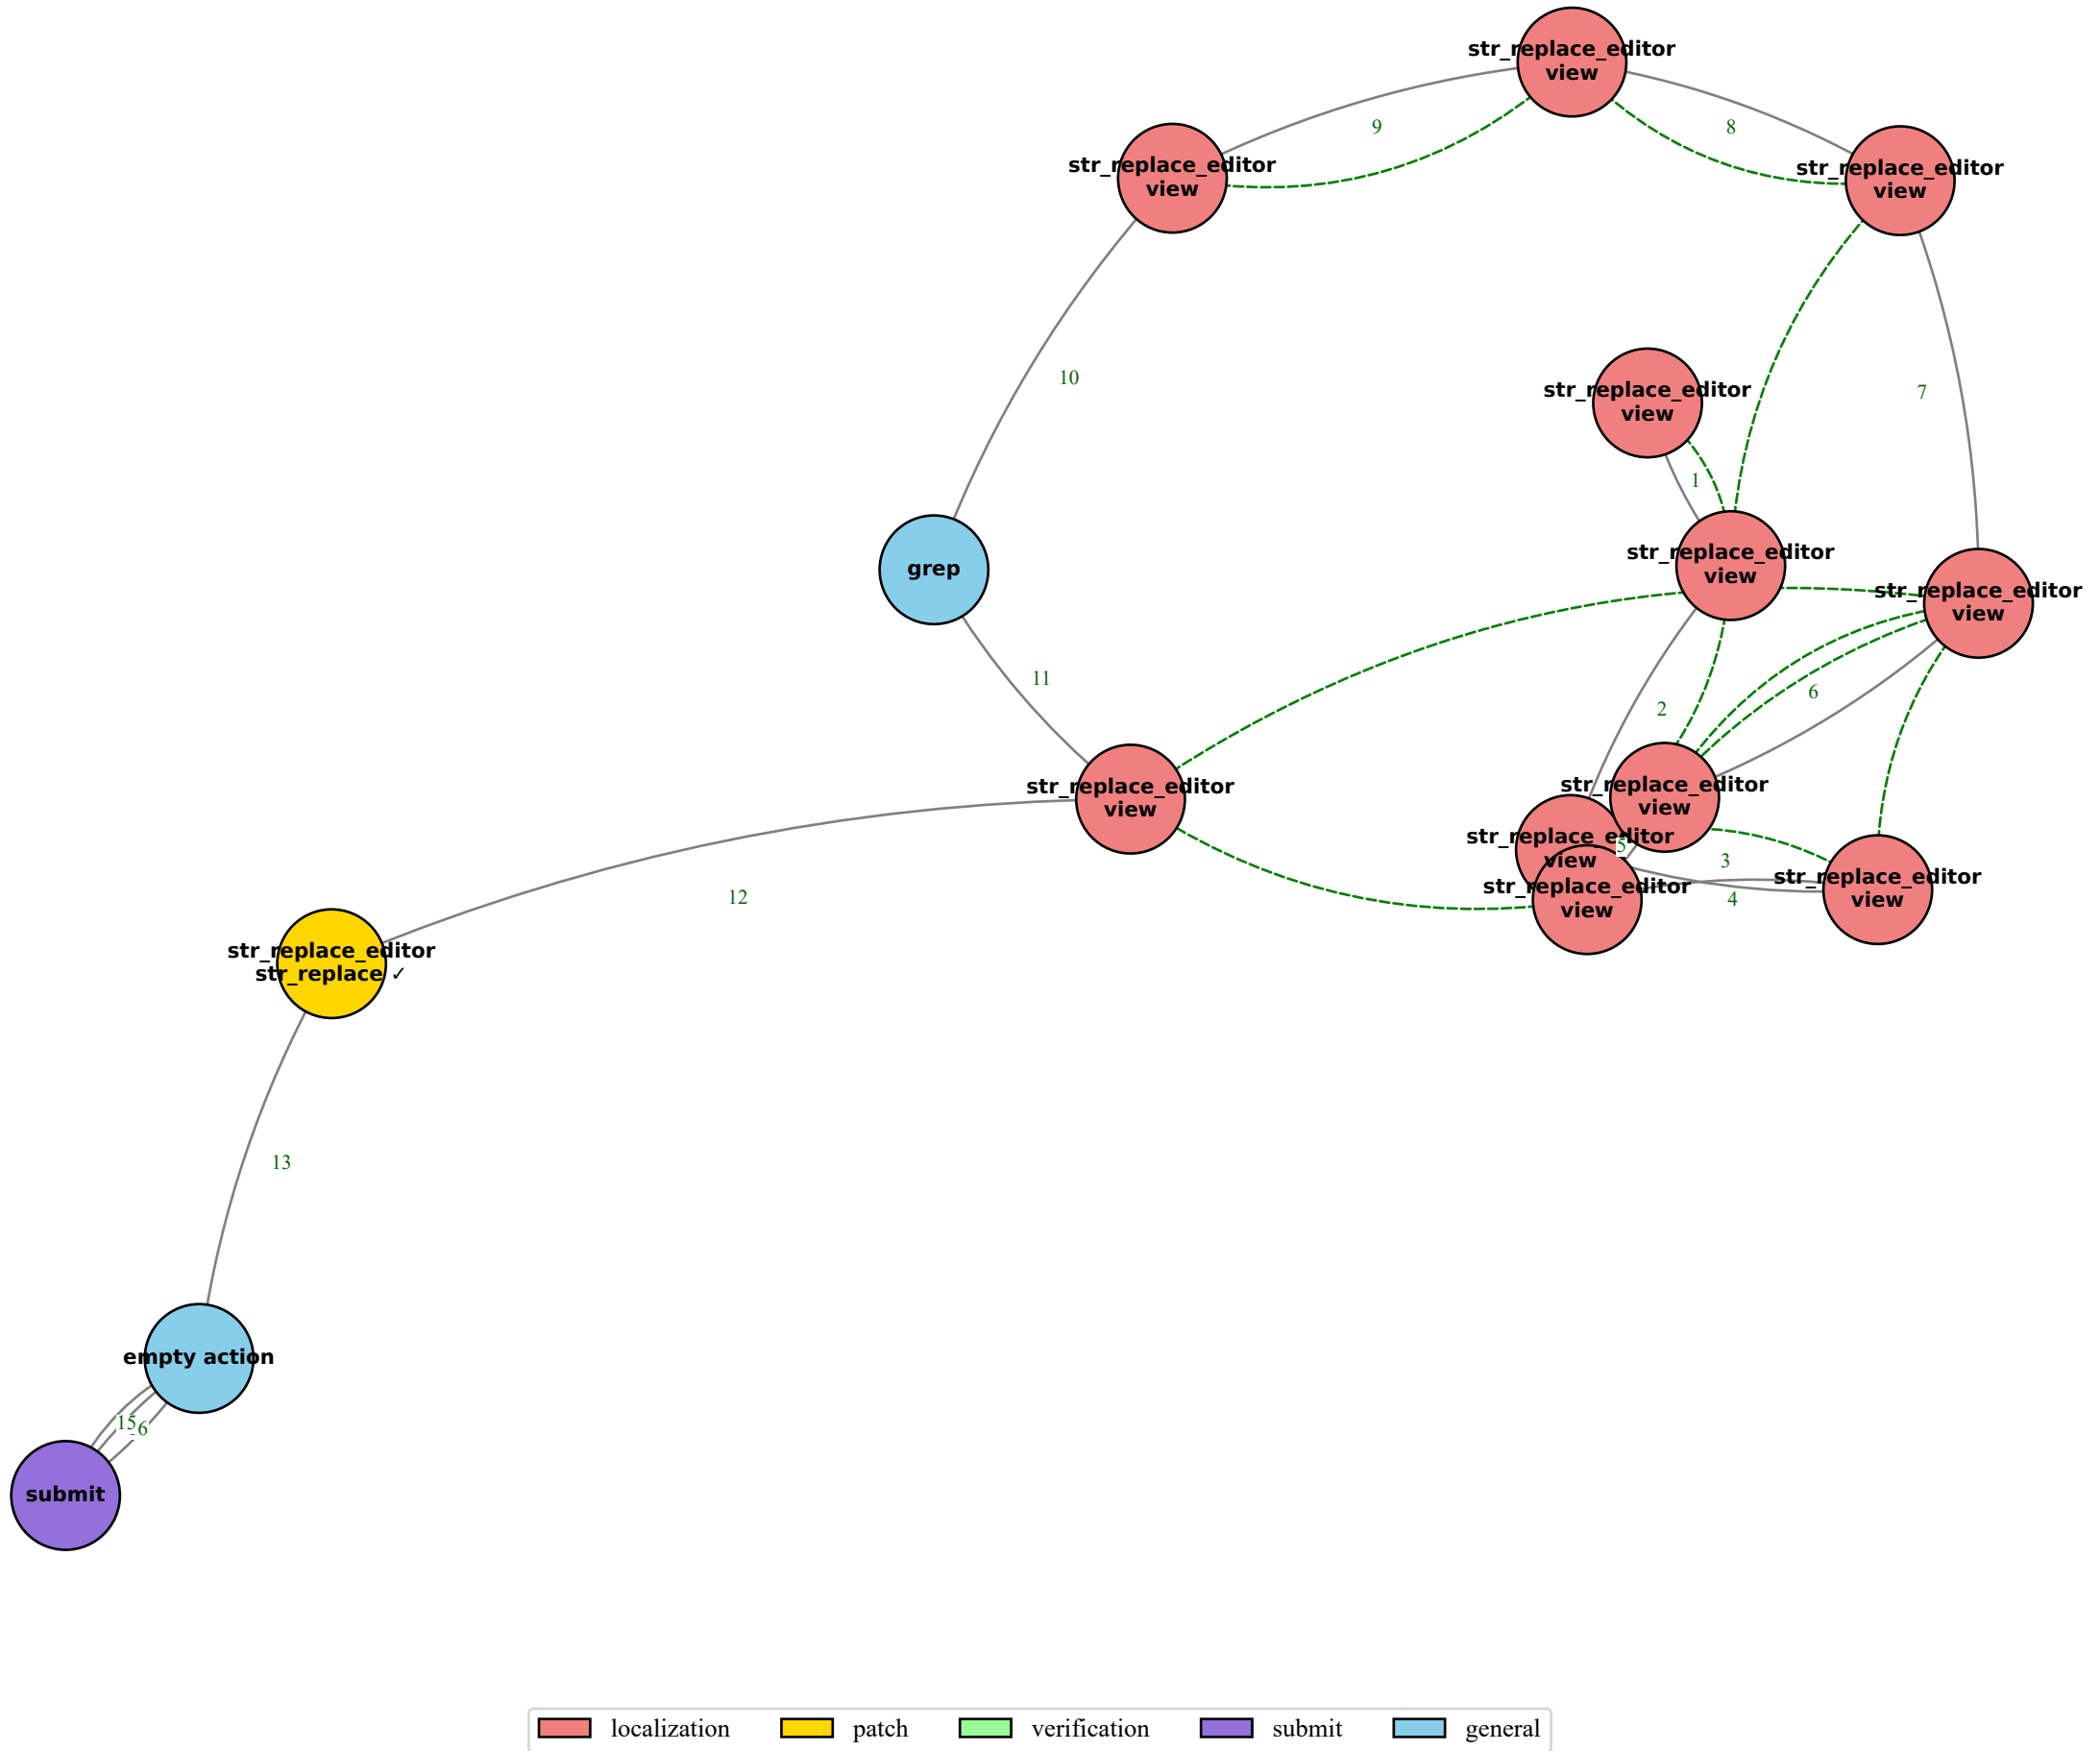 str_replace_editor
view
str_replace_editor
view
str_replace_editor
view
9
8
10
7
str_replace_editor
view
1
grep
str_replace_editor
view
str_replace_editor
view
11
2
6
str_replace_editor
view
str_replace_editor
view
str_replace_editor
view
5
3
str_replace_editor
view
str_replace_editor
view
4
12
str_replace_editor
str_replace ✓
13
empty action
15
6
submit
localization
patch
verification
submit
general